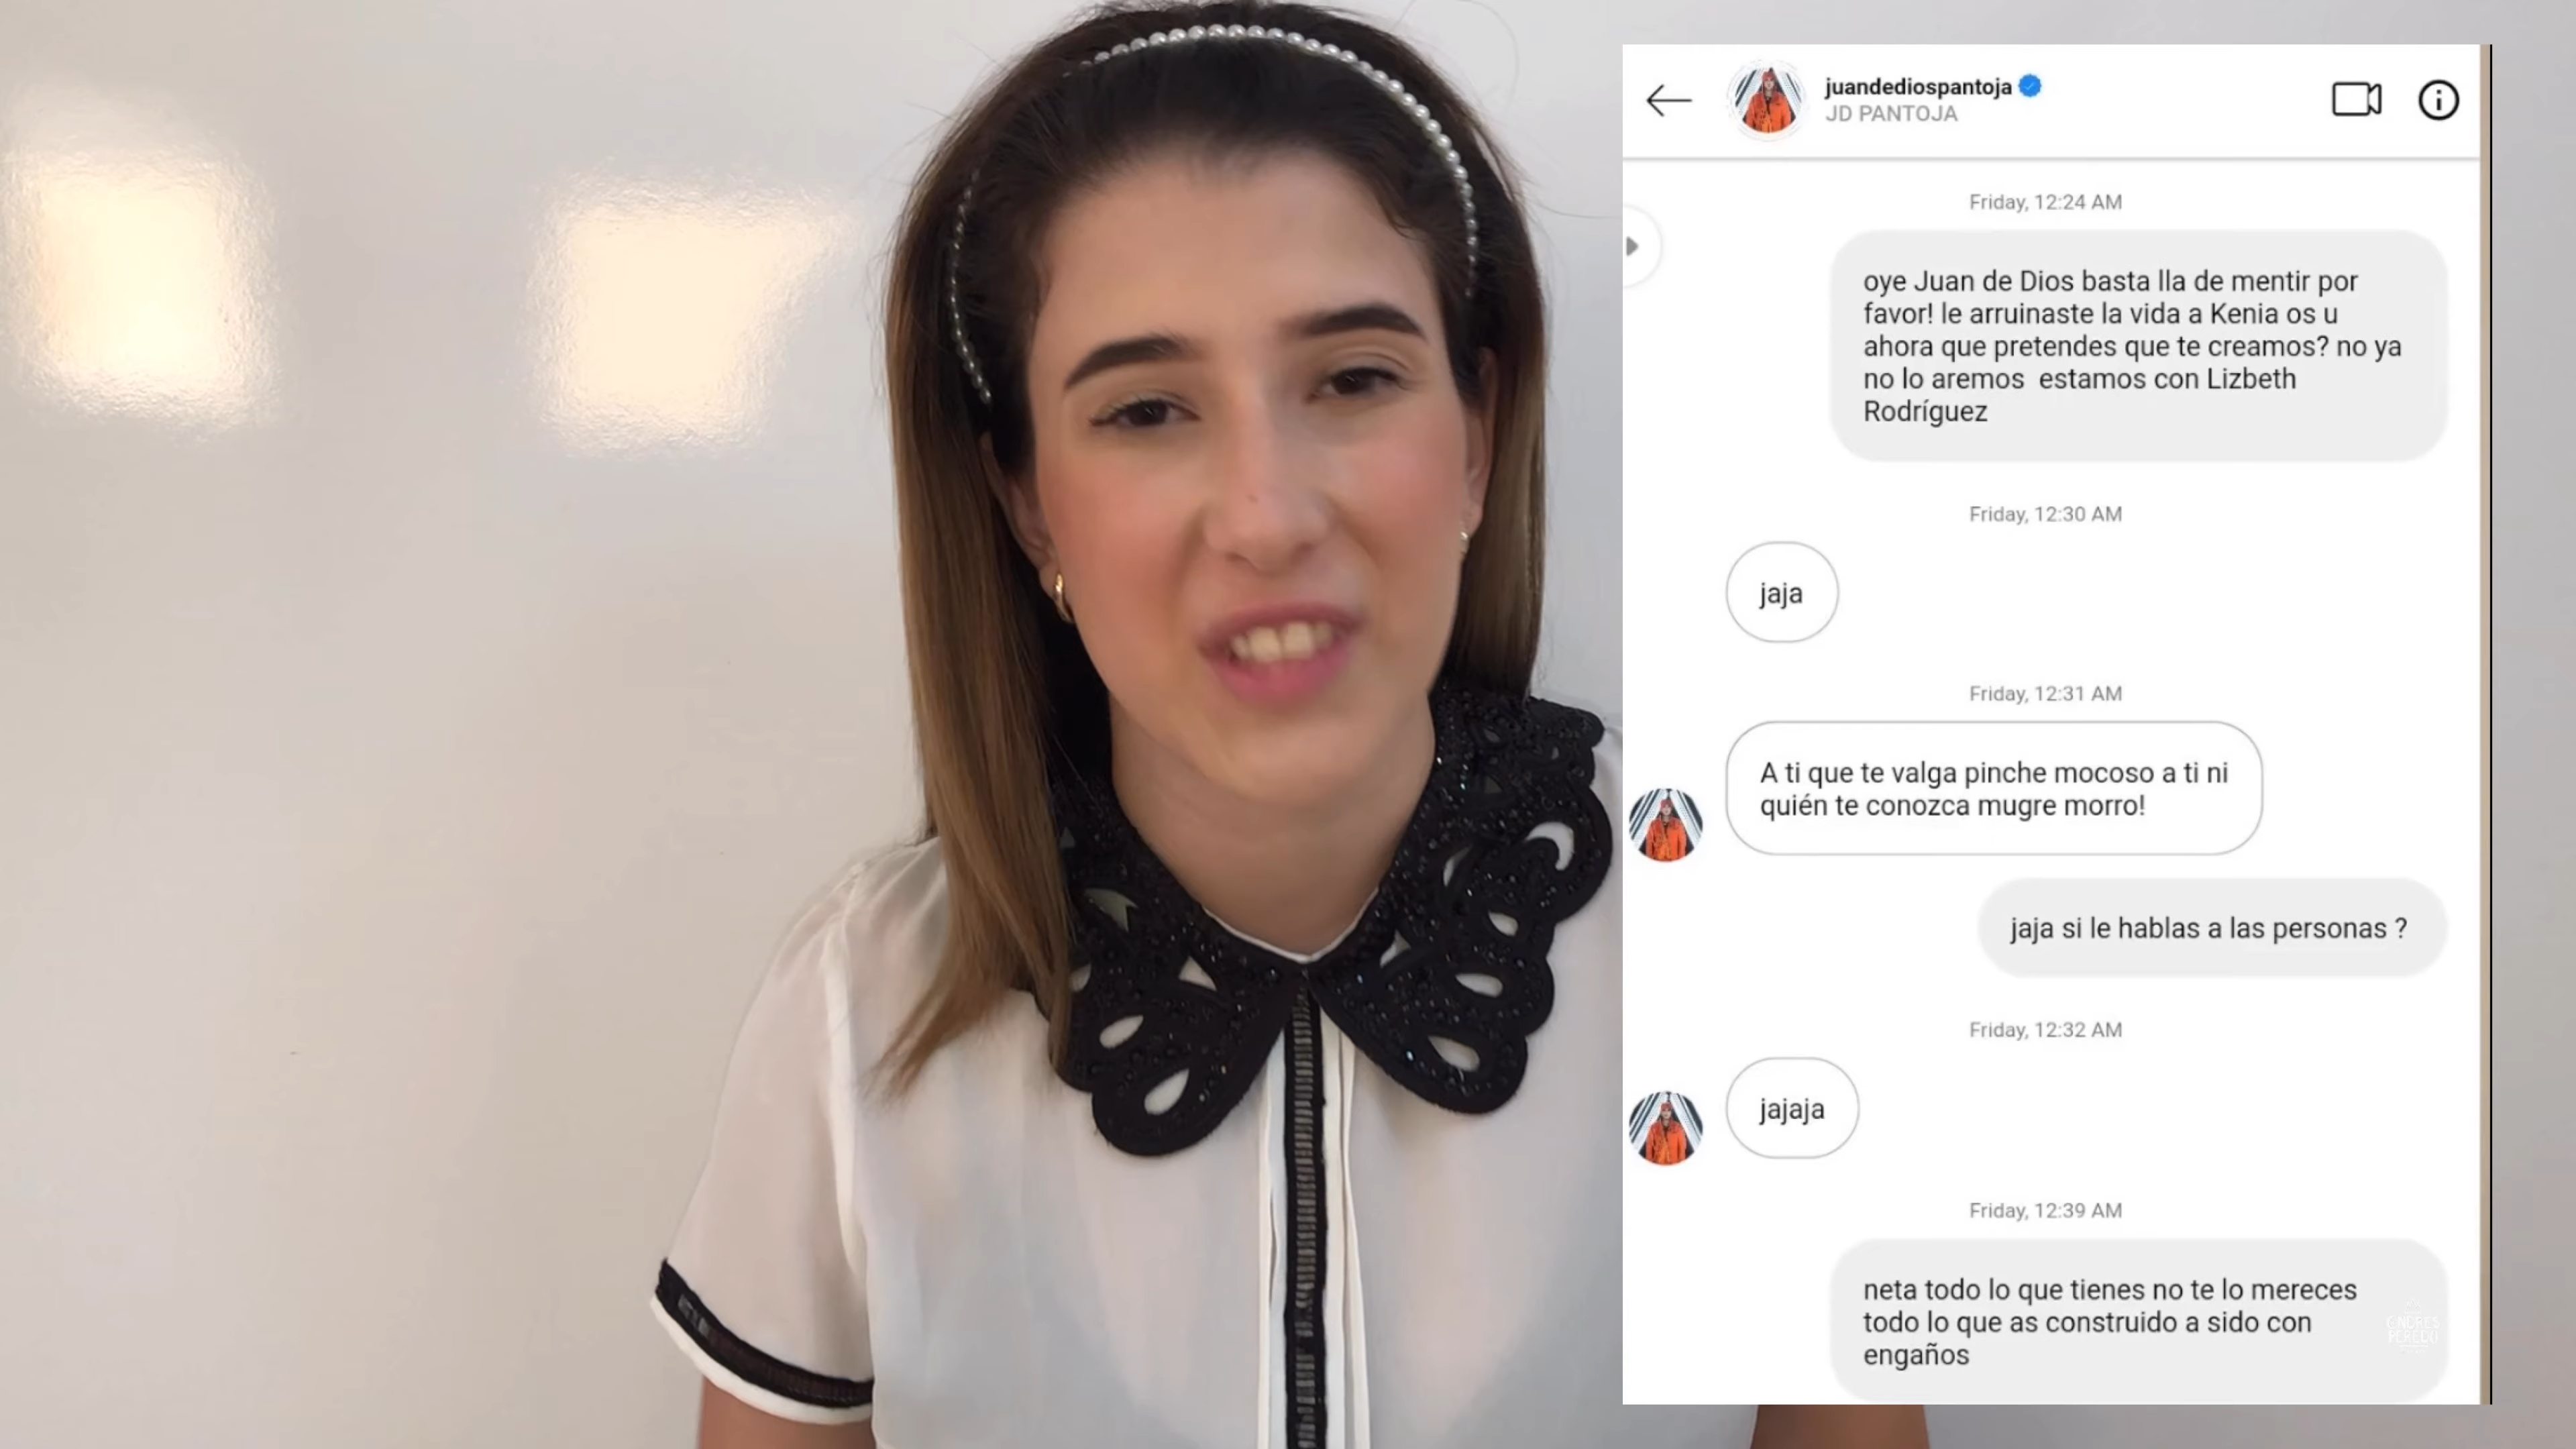 juandediospantoja
JD PANTOJA
Friday, 12:24 AM
oye Juan de Dios basta lla de mentir por
favor! le arruinaste la vida a Kenia os u
ahora que pretendes que te creamos? no ya
no lo aremos  estamos con Lizbeth
Rodríguez
Friday, 12:30 AM
jaja
Friday, 12:31 AM
A ti que te valga pinche mocoso a ti ni
quién te conozca mugre morro!
jaja si le hablas a las personas ?
Friday, 12:32 AM
jajaja
Friday, 12:39 AM
neta todo lo que tienes no te lo mereces
todo lo que as construido a sido con
engaños